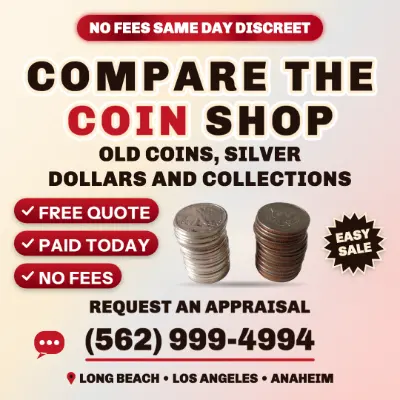 NO FEES SAME DAY DISCREET
COMPARE THE
COIN SHOP
OLD COINS, SILVER
DOLLARS AND COLLECTIONS
FREE QUOTE
PAID TODAY
NO FEES
EASY
SALE
REQUEST AN APPRAISAL
(562) 999-4994
LONG BEACH • LOS ANGELES • ANAHEIM